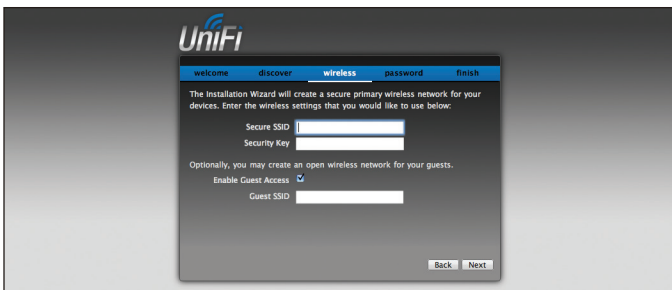 UniFi
welcome discover wireless password finish
The Installation Wizard will create a secure primary wireless network for your
devices. Enter the wireless settings that you would like to use below:
Secure SSID
Security Key
Optionally, you may create an open wireless network for your guests.
Enable Guest Access
Guest SSID
Back Next